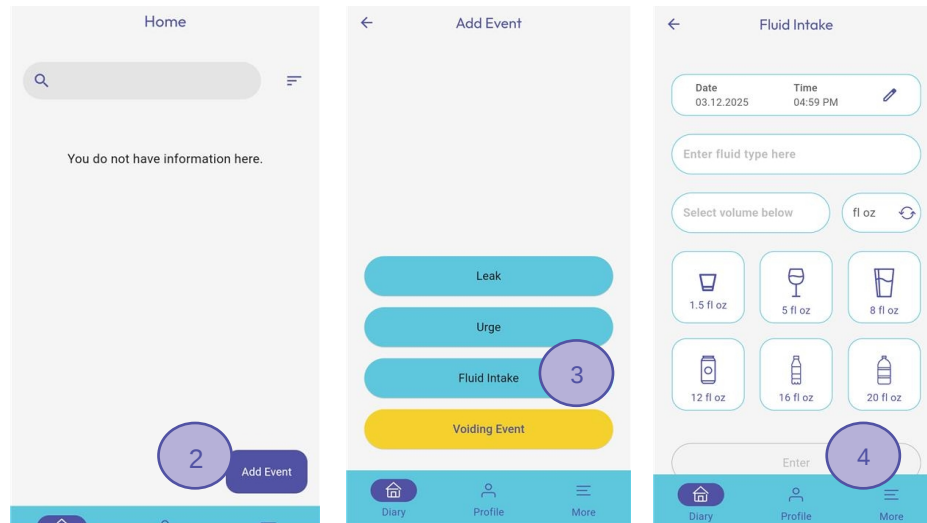 Home
You do not have information here.
2
Add Event
Add Event
Leak
Urge
Fluid Intake
3
Voiding Event
Diary
Profile
More
Fluid Intake
Date
Time
03.12.2025
04:59 PM
Enter fluid type here
Select volume below
fl oz
1.5 fl oz
5 fl oz
8 fl oz
12 fl oz
16 fl oz
20 fl oz
Enter
4
Diary
Profile
More